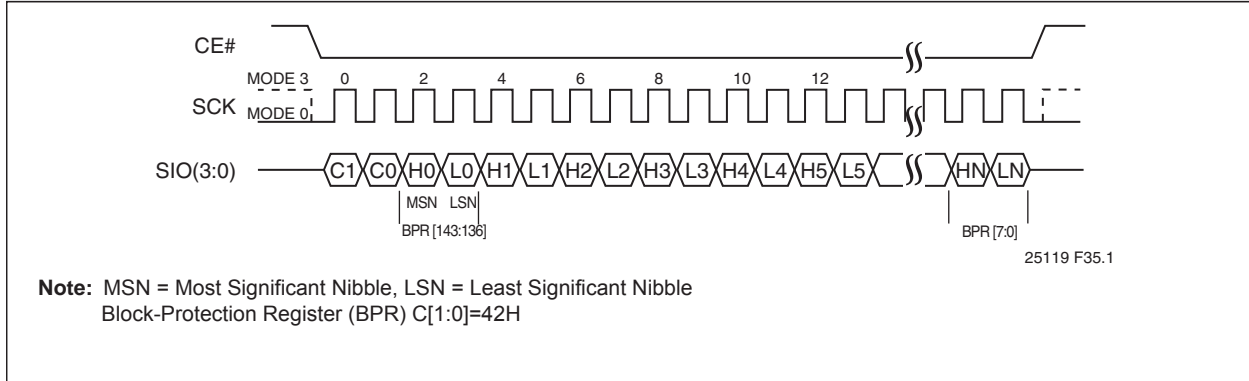 CE#
MODE 3 0 2 4 6 8 10 12
SCK MODE 0
SIO(3:0) C1 C0 H0 L0 H1 L1 H2 L2 H3 L3 H4 L4 H5 L5 HN LN
MSN LSN
BPR [143:136] BPR [7:0]
25119 F35.1
Note: MSN = Most Significant Nibble, LSN = Least Significant Nibble
Block-Protection Register (BPR) C[1:0]=42H